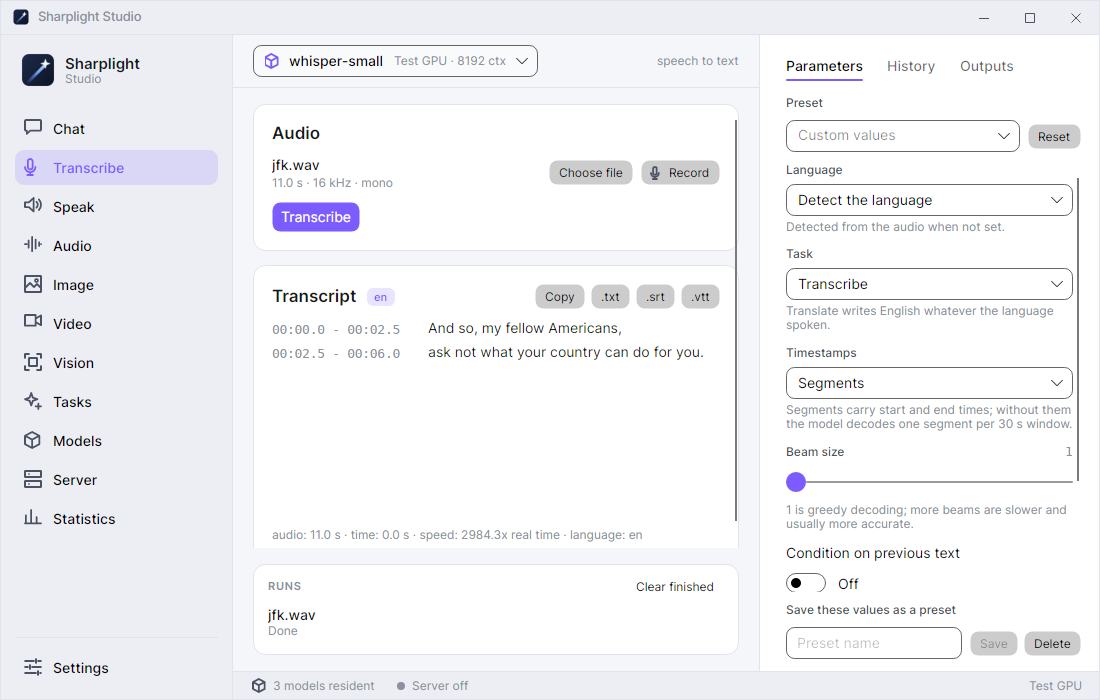 Sharplight Studio
Sharplight
Studio
Chat
Transcribe
Speak
Audio
Image
Video
Vision
Tasks
Models
Server
Statistics
Settings
whisper-small Test GPU · 8192 ctx
speech to text
Audio
jfk.wav
11.0 s · 16 kHz · mono
Choose file
Record
Transcribe
Transcript en
Copy
.txt
.srt
.vtt
00:00.0 - 00:02.5 And so, my fellow Americans,
00:02.5 - 00:06.0 ask not what your country can do for you.
audio: 11.0 s · time: 0.0 s · speed: 2984.3x real time · language: en
RUNS
Clear finished
jfk.wav
Done
Parameters
History
Outputs
Preset
Custom values
Reset
Language
Detect the language
Detected from the audio when not set.
Task
Transcribe
Translate writes English whatever the language
spoken.
Timestamps
Segments
Segments carry start and end times; without them
the model decodes one segment per 30 s window.
Beam size 1
1 is greedy decoding; more beams are slower and
usually more accurate.
Condition on previous text
Off
Save these values as a preset
Preset name
Save
Delete
3 models resident
Server off
Test GPU